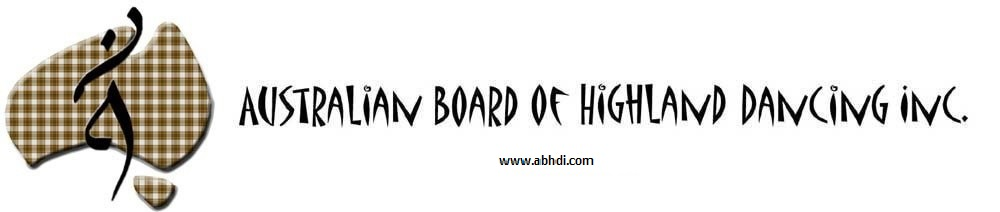 AUSTRALiAN BOARD OF HiGHLAND DANCiNG iNC.
www.abhdi.com